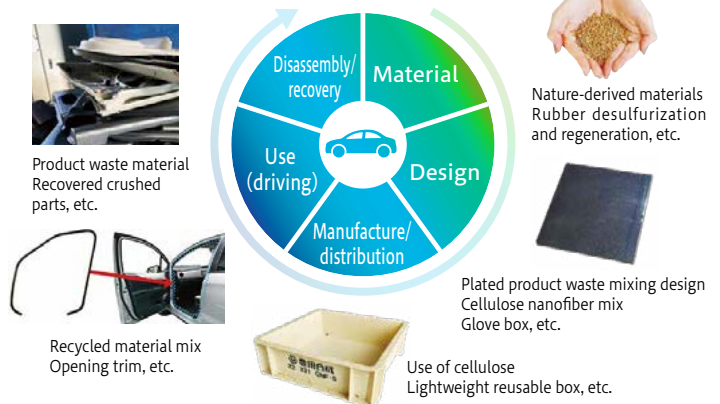 Disassembly/
recovery
Material
Design
Manufacture/
distribution
Use
(driving)
Nature-derived materials
Rubber desulfurization
and regeneration, etc.
Plated product waste mixing design
Cellulose nanofiber mix
Glove box, etc.
Use of cellulose
Lightweight reusable box, etc.
Recycled material mix
Opening trim, etc.
Product waste material
Recovered crushed
parts, etc.